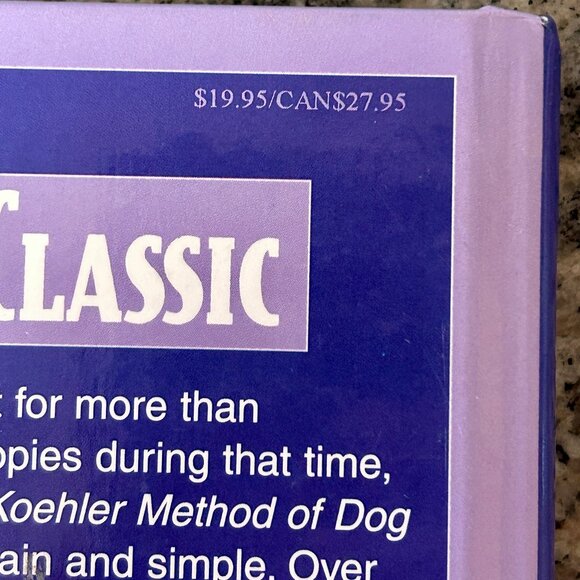 $19.95/CAN$27.95
CLASSIC
for more than
opies during that time,
Koehler Method of Dog
ain and simple. Over